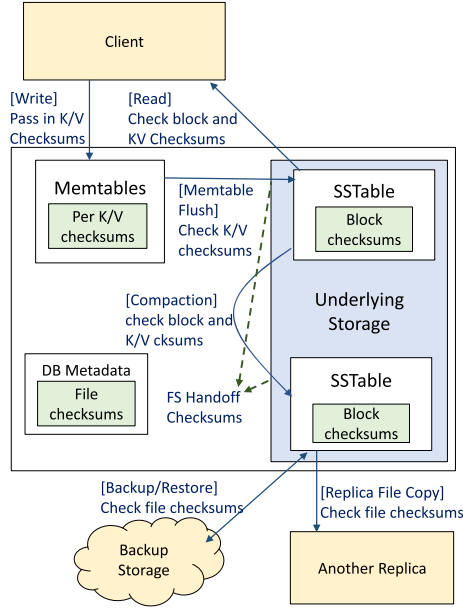 Client
[Write]
Pass in K/V
Checksums
[Read]
Check block and
KV Checksums
Memtables
Per K/V
checksums
[Memtable
Flush]
Check K/V
checksums
SSTable
Block
checksums
Underlying
Storage
[Compaction]
check block and
K/V cksums
DB Metadata
File
checksums
FS Handoff
Checksums
SSTable
Block
checksums
[Backup/Restore]
Check file checksums
[Replica File Copy]
Check file checksums
Backup
Storage
Another Replica